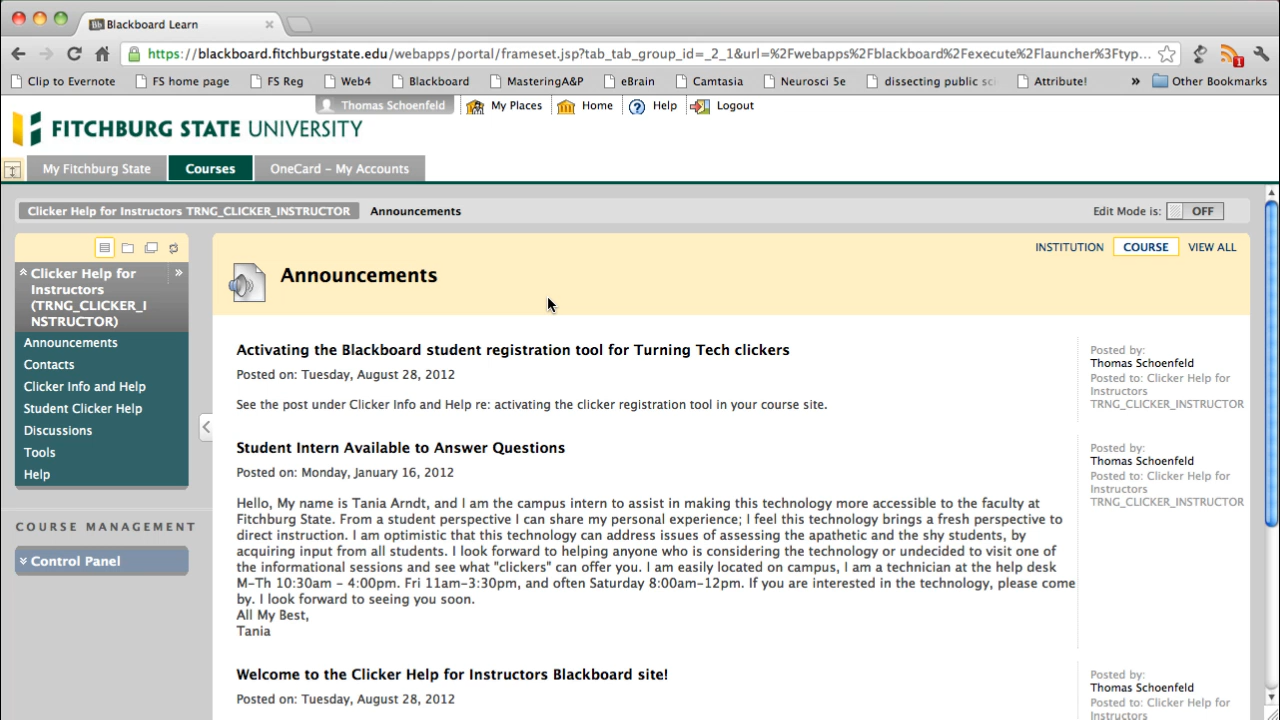 Blackboard Learn
https://blackboard.fitchburgstate.edu/webapps/portal/frameset.jsp?tab_tab_group_id=_2_1&url=%2Fwebapps%2Fblackboard%2Fexecute%2Flauncher%3Ftyp...
1
Clip to Evernote FS home page FS Reg Web4 Blackboard MasteringA&P eBrain Camtasia Neurosci 5e dissecting public sci Attribute! » Other Bookmarks
Thomas Schoenfeld My Places Home Help Logout
FITCHBURG STATE UNIVERSITY
My Fitchburg State Courses OneCard – My Accounts
Clicker Help for Instructors TRNG_CLICKER_INSTRUCTOR Announcements Edit Mode is: OFF
INSTITUTION COURSE VIEW ALL
Clicker Help for
Instructors
(TRNG_CLICKER_I
NSTRUCTOR)
Announcements
Contacts
Clicker Info and Help
Student Clicker Help
Discussions
Tools
Help
COURSE MANAGEMENT
Control Panel
Announcements
Activating the Blackboard student registration tool for Turning Tech clickers
Posted on: Tuesday, August 28, 2012
See the post under Clicker Info and Help re: activating the clicker registration tool in your course site.
Posted by:
Thomas Schoenfeld
Posted to: Clicker Help for
Instructors
TRNG_CLICKER_INSTRUCTOR
Student Intern Available to Answer Questions
Posted on: Monday, January 16, 2012
Hello, My name is Tania Arndt, and I am the campus intern to assist in making this technology more accessible to the faculty at
Fitchburg State. From a student perspective I can share my personal experience; I feel this technology brings a fresh perspective to
direct instruction. I am optimistic that this technology can address issues of assessing the apathetic and the shy students, by
acquiring input from all students. I look forward to helping anyone who is considering the technology or undecided to visit one of
the informational sessions and see what "clickers" can offer you. I am easily located on campus, I am a technician at the help desk
M-Th 10:30am – 4:00pm. Fri 11am-3:30pm, and often Saturday 8:00am-12pm. If you are interested in the technology, please come
by. I look forward to seeing you soon.
All My Best,
Tania
Posted by:
Thomas Schoenfeld
Posted to: Clicker Help for
Instructors
TRNG_CLICKER_INSTRUCTOR
Welcome to the Clicker Help for Instructors Blackboard site!
Posted on: Tuesday, August 28, 2012
Posted by:
Thomas Schoenfeld
Posted to: Clicker Help for
Instructors